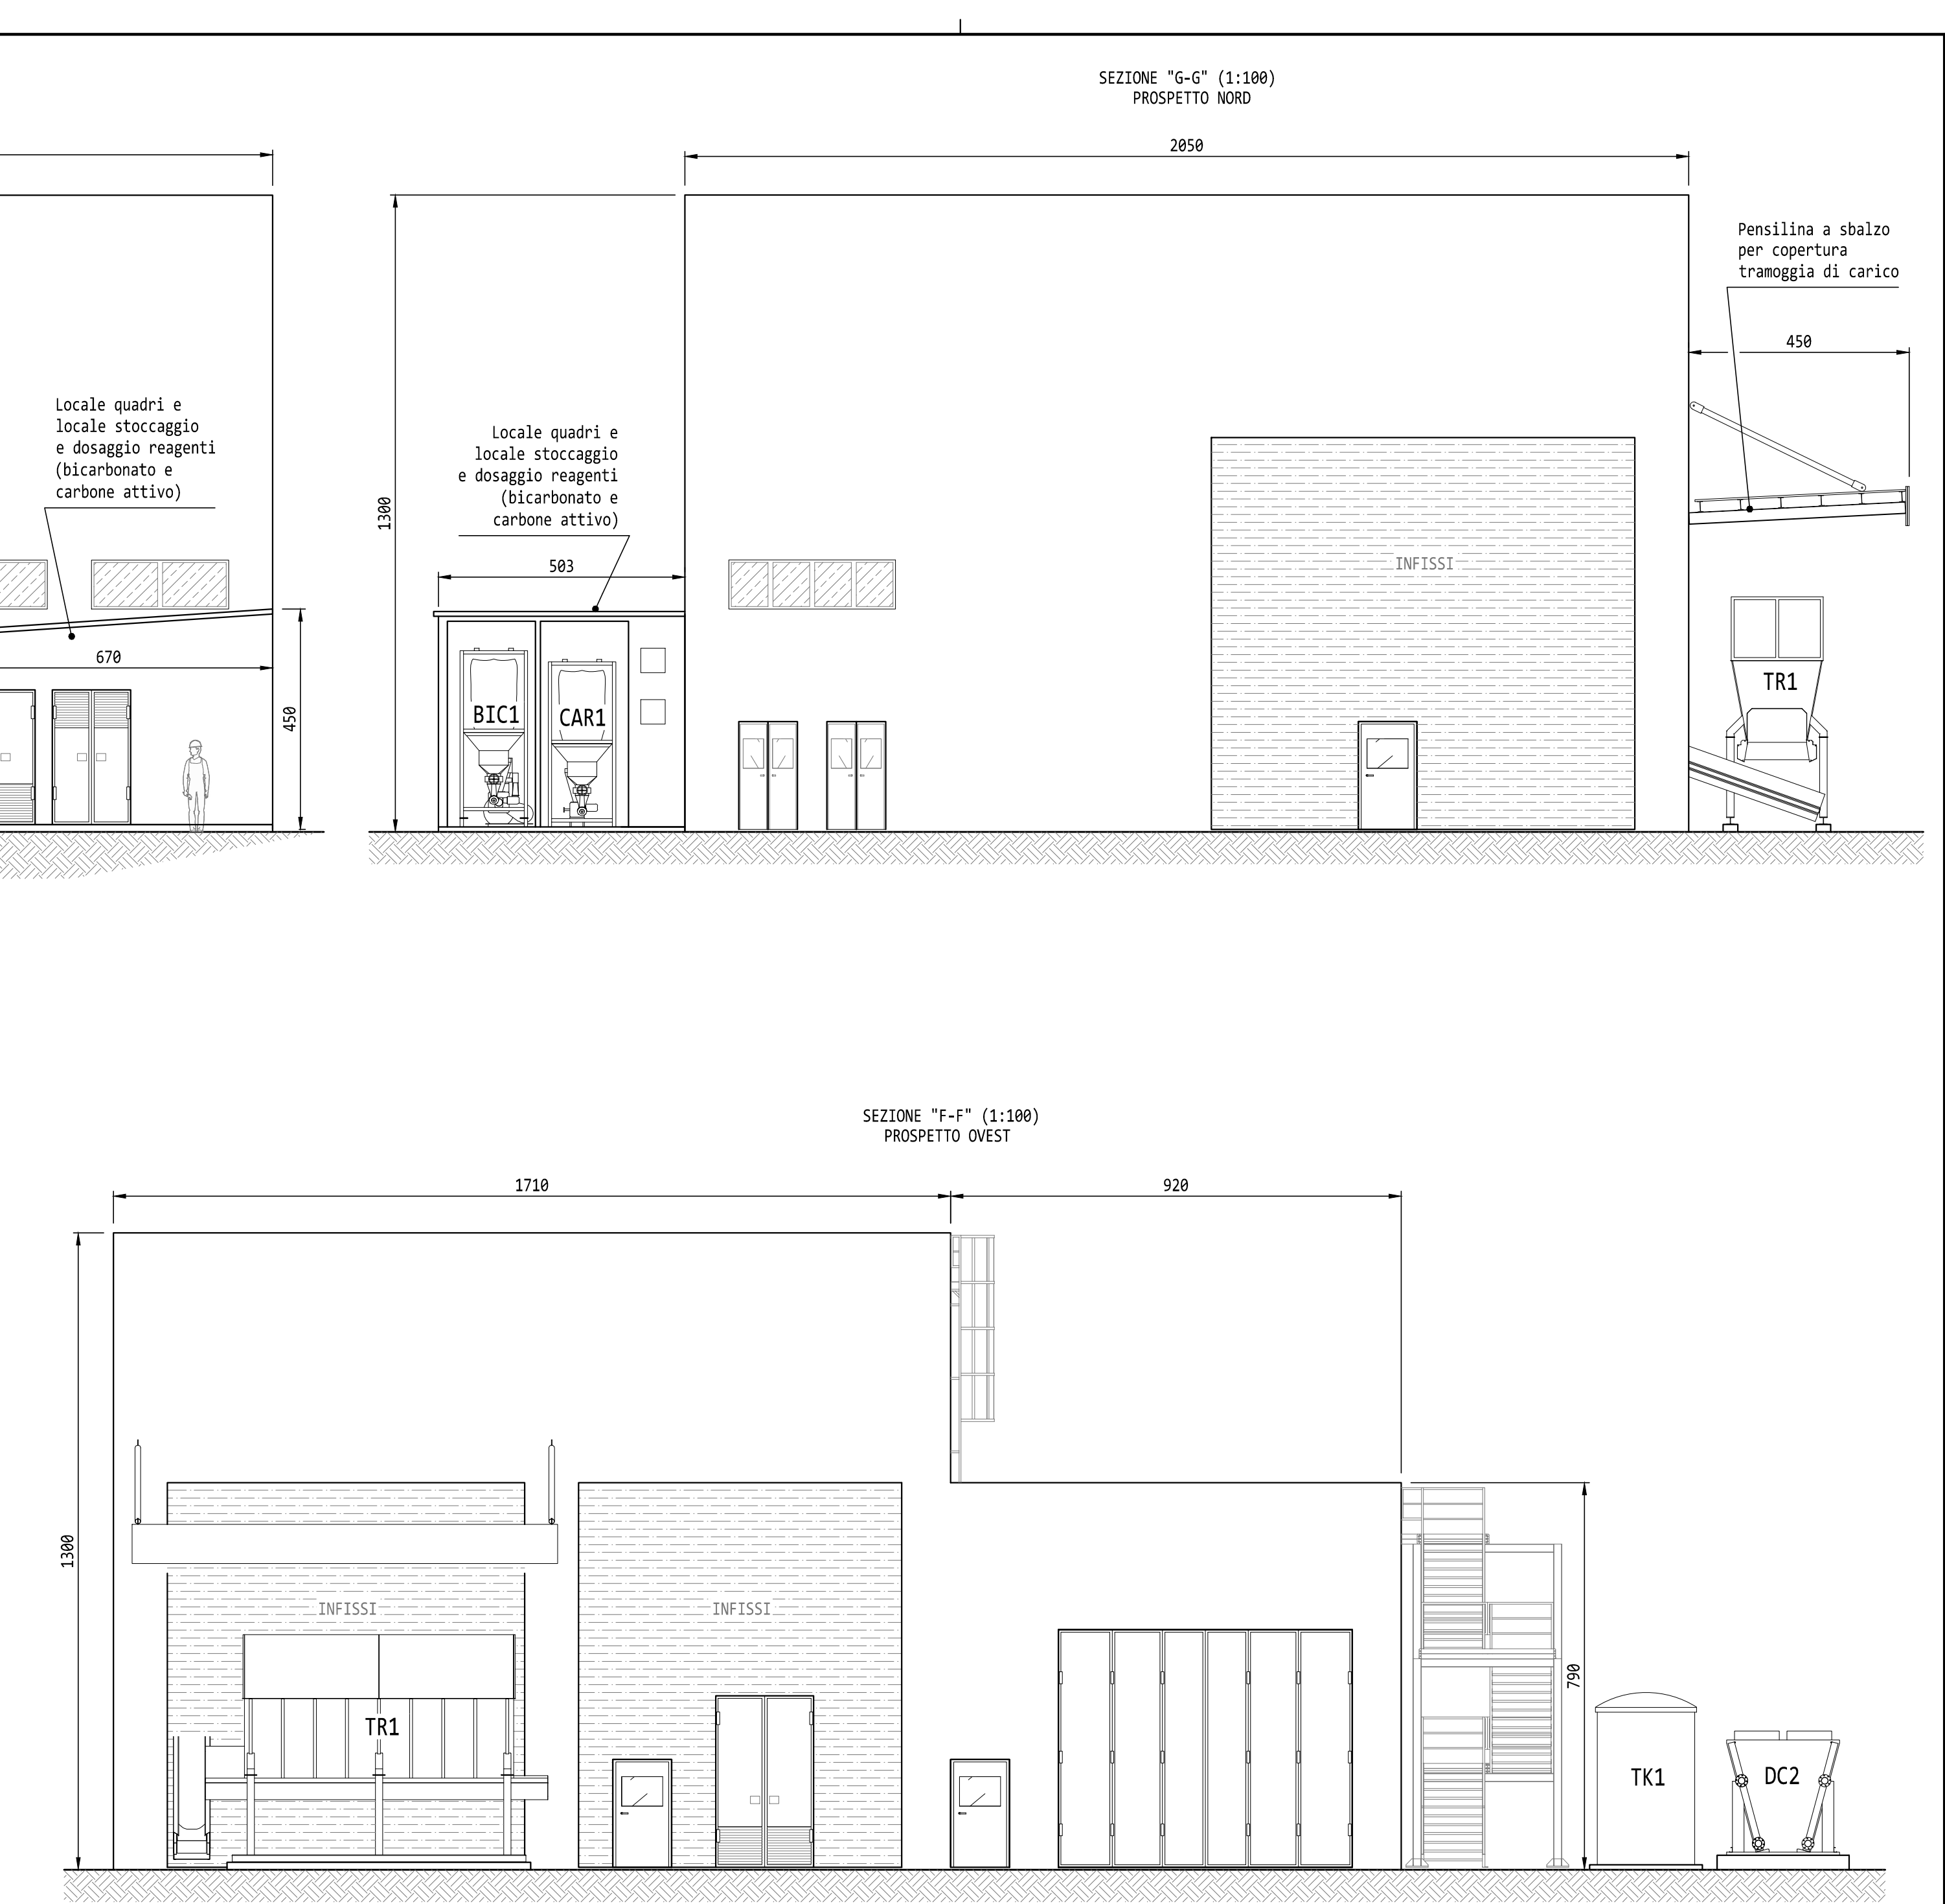 SEZIONE "G-G" (1:100)
PROSPETTO NORD
2050
Pensilina a sbalzo
per copertura
tramoggia di carico
450
Locale quadri e
locale stoccaggio
e dosaggio reagenti
(bicarbonato e
carbone attivo)
670
450
1300
Locale quadri e
locale stoccaggio
e dosaggio reagenti
(bicarbonato e
carbone attivo)
503
BIC1
CAR1
INFISSI
TR1
SEZIONE "F-F" (1:100)
PROSPETTO OVEST
1710
920
1300
INFISSI
INFISSI
TR1
790
TK1
DC2